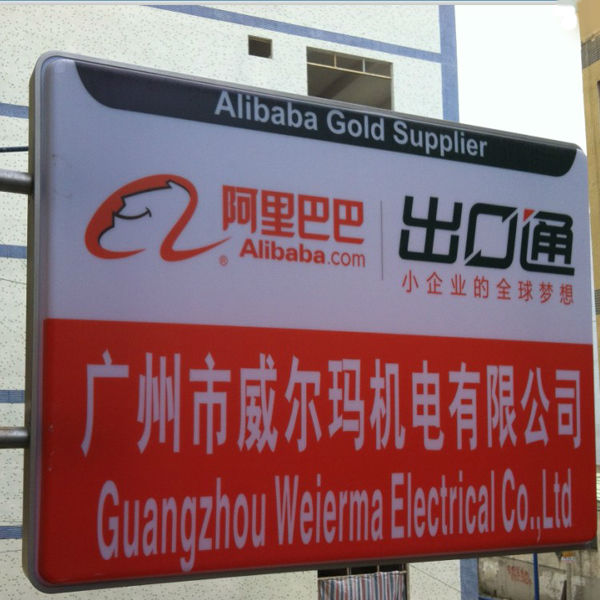 Alibaba Gold Supplier
阿里巴巴
Alibaba.com
®
出口通
小企业的全球梦想
广州市威尔玛机电有限公司
Guangzhou Weierma Electrical Co.,Ltd